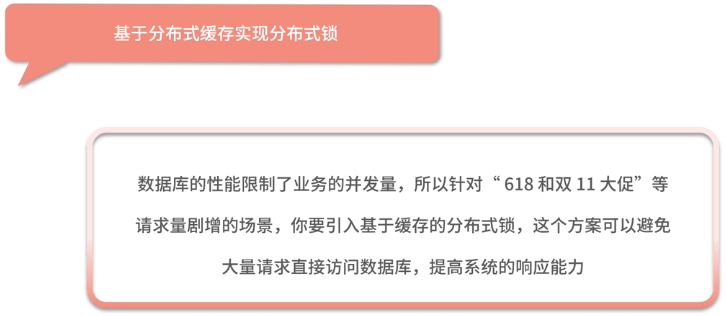 基于分布式缓存实现分布式锁
数据库的性能限制了业务的并发量，所以针对“ 618 和双 11 大促”等
请求量剧增的场景，你要引入基于缓存的分布式锁，这个方案可以避免
大量请求直接访问数据库，提高系统的响应能力